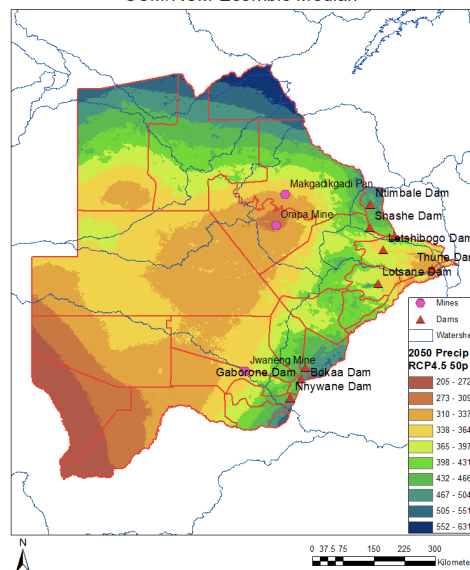 Makgadikgadi Pan
Ntimbale Dam
Orapa Mine
Shashe Dam
Letshibogo Dam
Thune Dam
Lotsane Dam
Jwaneng Mine
Gaborone Dam
Bokaa Dam
Nhywane Dam
Mines
Dams
Watershe
2050 Precip
RCP4.5 50p
205 - 272
273 - 309
310 - 337
338 - 364
365 - 397
398 - 431
432 - 466
467 - 504
505 - 551
552 - 631
N
0 37.5 75 150 225 300
Kilomete